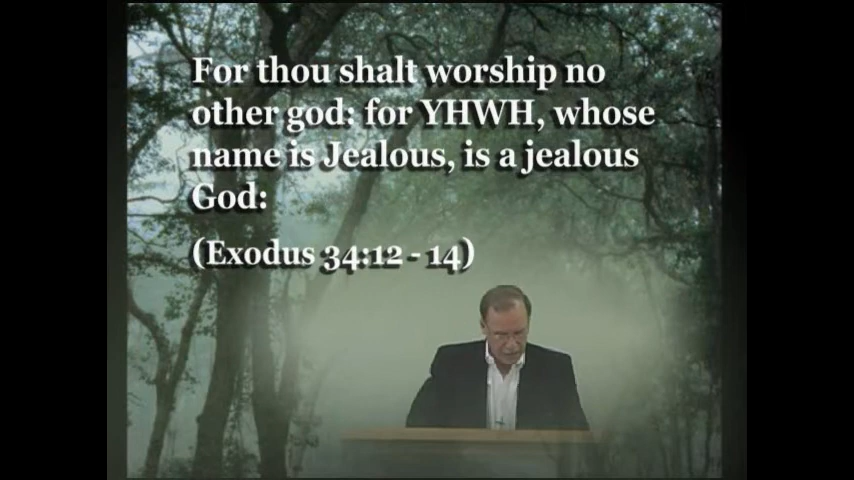 For thou shalt worship no
other god: for YHWH, whose
name is Jealous, is a jealous
God:
(Exodus 34:12 - 14)